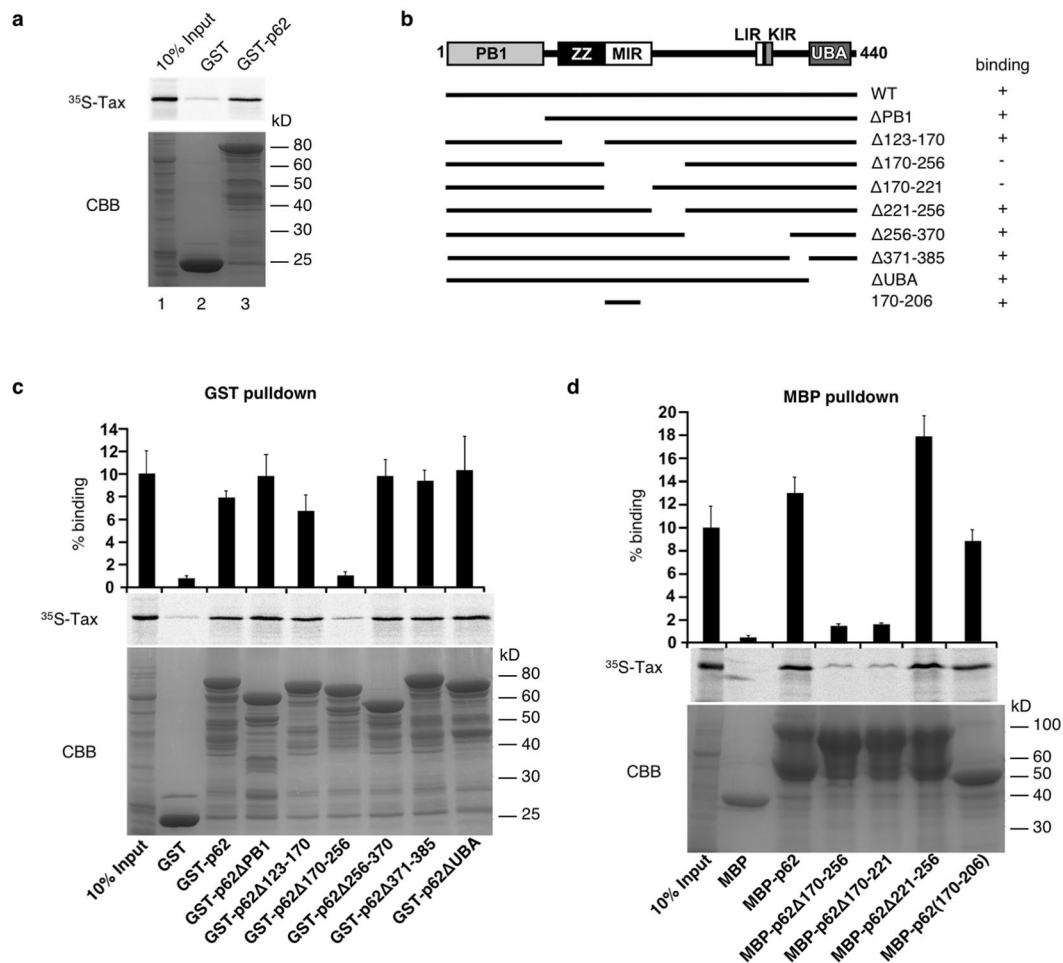 a
10% Input
GST
GST-p62
35S-Tax
kD
80
60
50
40
30
25
CBB
1 2 3
b
1 PB1 ZZ MIR LIR KIR UBA 440
binding
WT +
ΔPB1 +
Δ123-170 +
Δ170-256 -
Δ170-221 -
Δ221-256 +
Δ256-370 +
Δ371-385 +
ΔUBA +
170-206 +
c
GST pulldown
% binding
14
12
10
8
6
4
2
0
35S-Tax
kD
80
60
50
40
30
25
CBB
10% Input
GST
GST-p62
GST-p62ΔPB1
GST-p62Δ123-170
GST-p62Δ170-256
GST-p62Δ256-370
GST-p62Δ371-385
GST-p62ΔUBA
d
MBP pulldown
% binding
20
18
16
14
12
10
8
6
4
2
0
35S-Tax
kD
100
60
50
40
30
CBB
10% Input
MBP
MBP-p62
MBP-p62Δ170-256
MBP-p62Δ170-221
MBP-p62Δ221-256
MBP-p62(170-206)